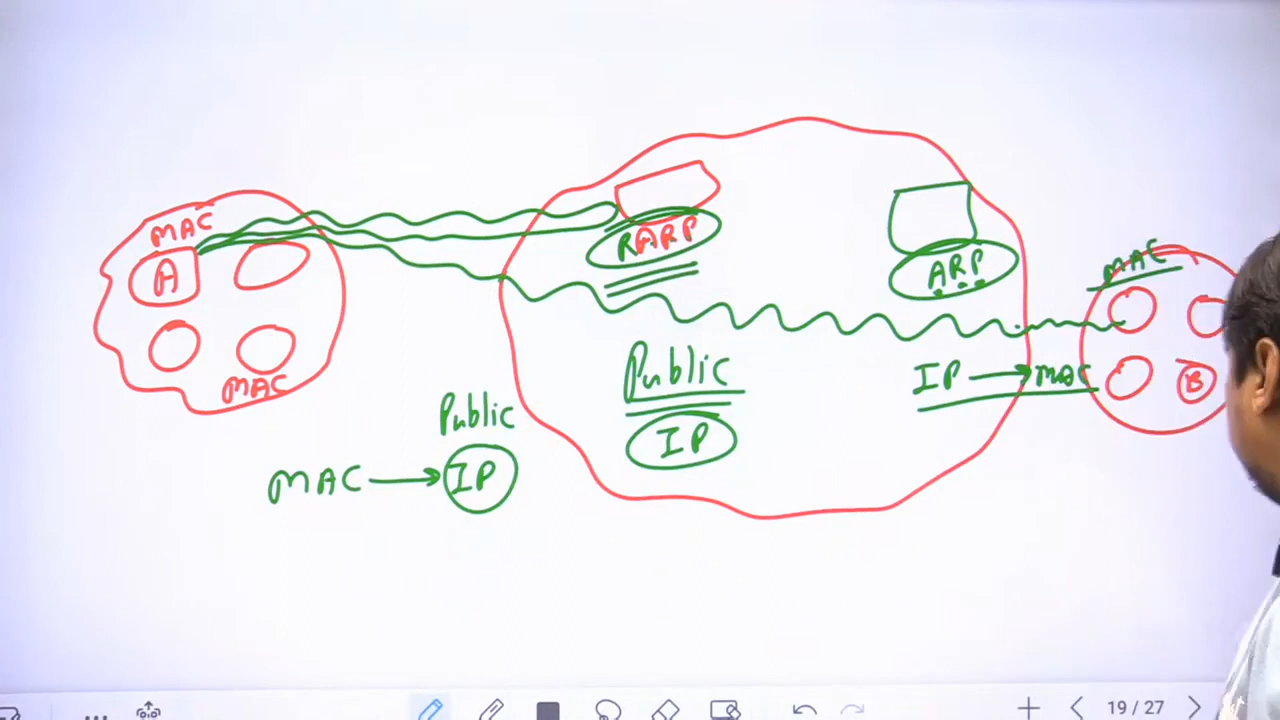 MAC
A
MAC
RARP
ARP
MAC
B
Public
IP
IP → MAC
Public
MAC → IP
19 / 27